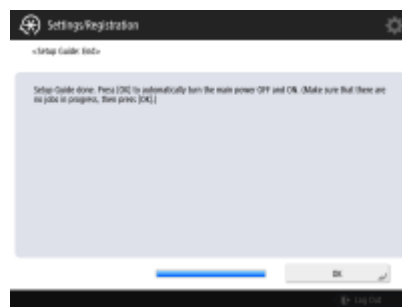 Settings/Registration
<Setup Guide: End>
Setup Guide done. Press [OK] to automatically turn the main power OFF and ON. (Make sure that there are
no jobs in progress, then press [OK].)
OK
Log Out